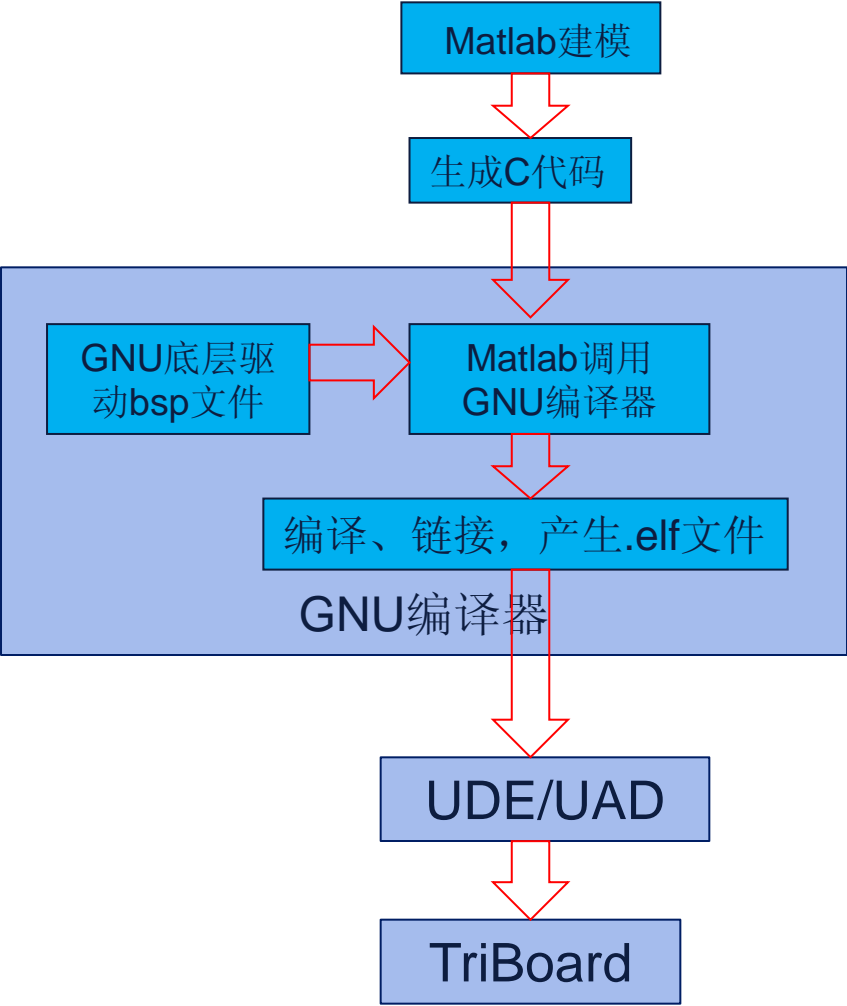 Matlab建模
生成C代码
GNU底层驱
动bsp文件
Matlab调用
GNU编译器
编译、链接，产生.elf文件
GNU编译器
UDE/UAD
TriBoard